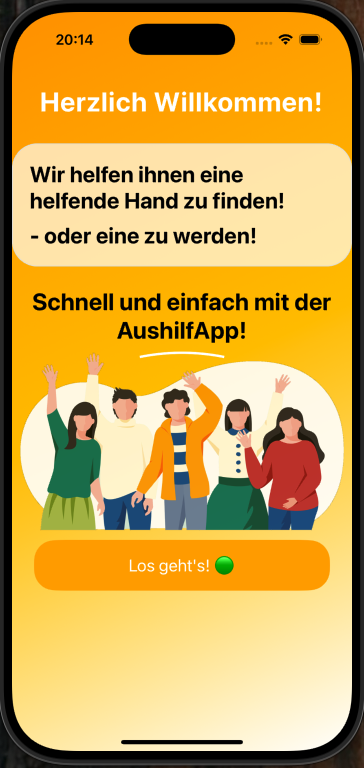 20:14
Herzlich Willkommen!
Wir helfen ihnen eine
helfende Hand zu finden!
- oder eine zu werden!
Schnell und einfach mit der
AushilfApp!
Los geht's!